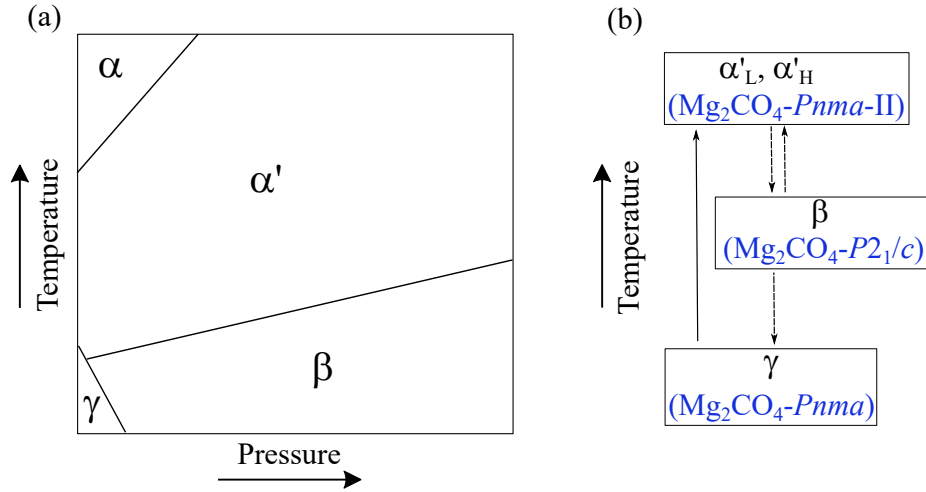 (a)
α
α'
β
γ
Temperature
Pressure
(b)
α'L, α'H
(Mg₂CO₄-Pnma-II)
β
(Mg₂CO₄-P2₁/c)
γ
(Mg₂CO₄-Pnma)
Temperature